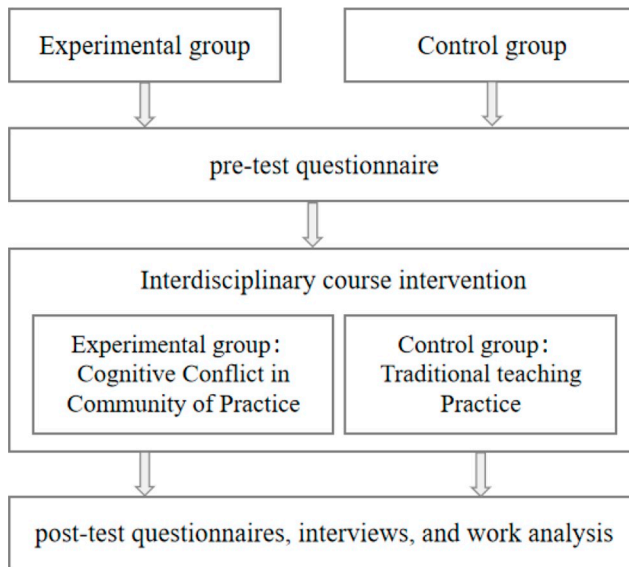 Experimental group
Control group
pre-test questionnaire
Interdisciplinary course intervention
Experimental group：
Cognitive Conflict in
Community of Practice
Control group：
Traditional teaching
Practice
post-test questionnaires, interviews, and work analysis